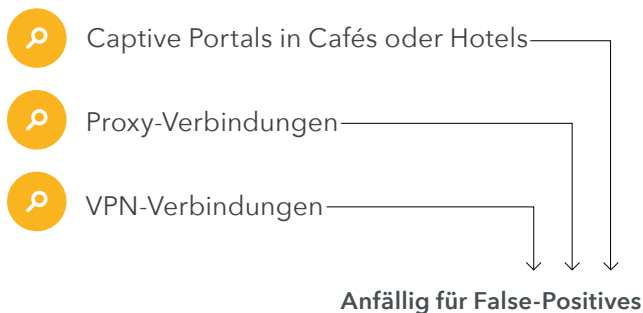 Captive Portals in Cafés oder Hotels
Proxy-Verbindungen
VPN-Verbindungen
Anfällig für False-Positives